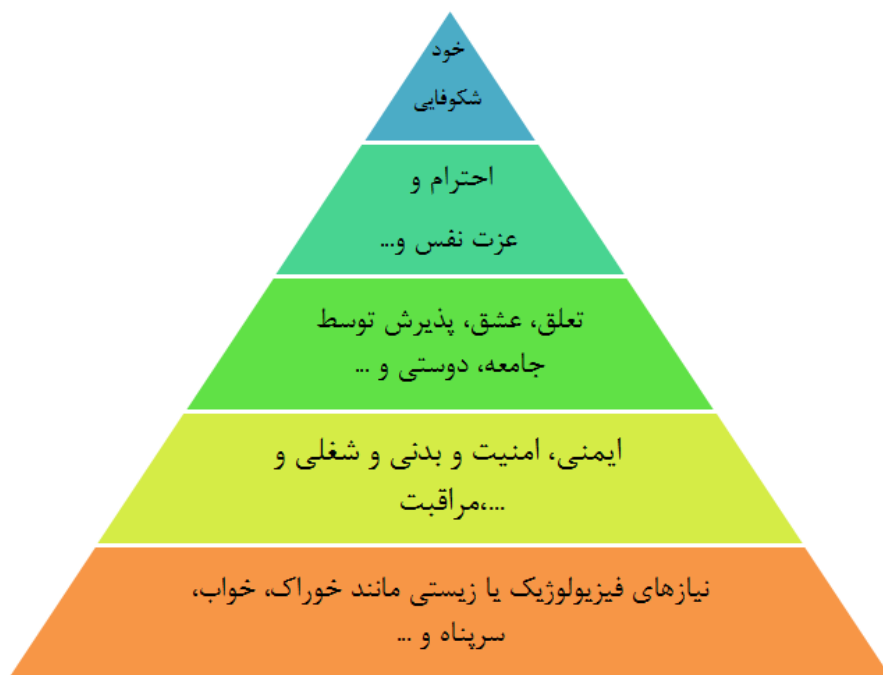 خود
شکوفایی
احترام و
عزت نفس و...
تعلق، عشق، پذیرش توسط
جامعه، دوستی و ...
ایمنی، امنیت و بدنی و شغلی و
مراقبت،...
نیازهای فیزیولوژیک یا زیستی مانند خوراک، خواب،
سرپناه و ...